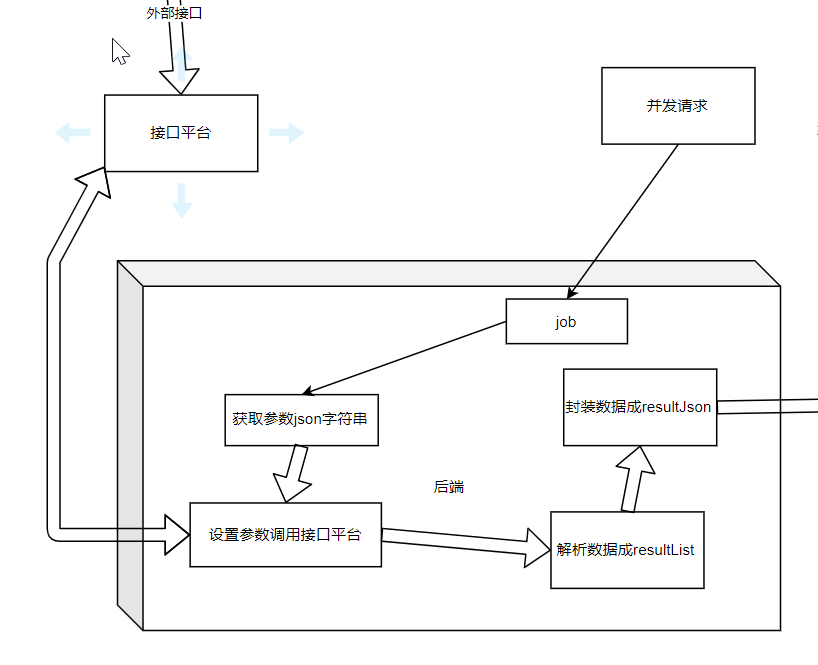 外部接口
接口平台
并发请求
job
封装数据成resultJson
获取参数json字符串
后端
设置参数调用接口平台
解析数据成resultList